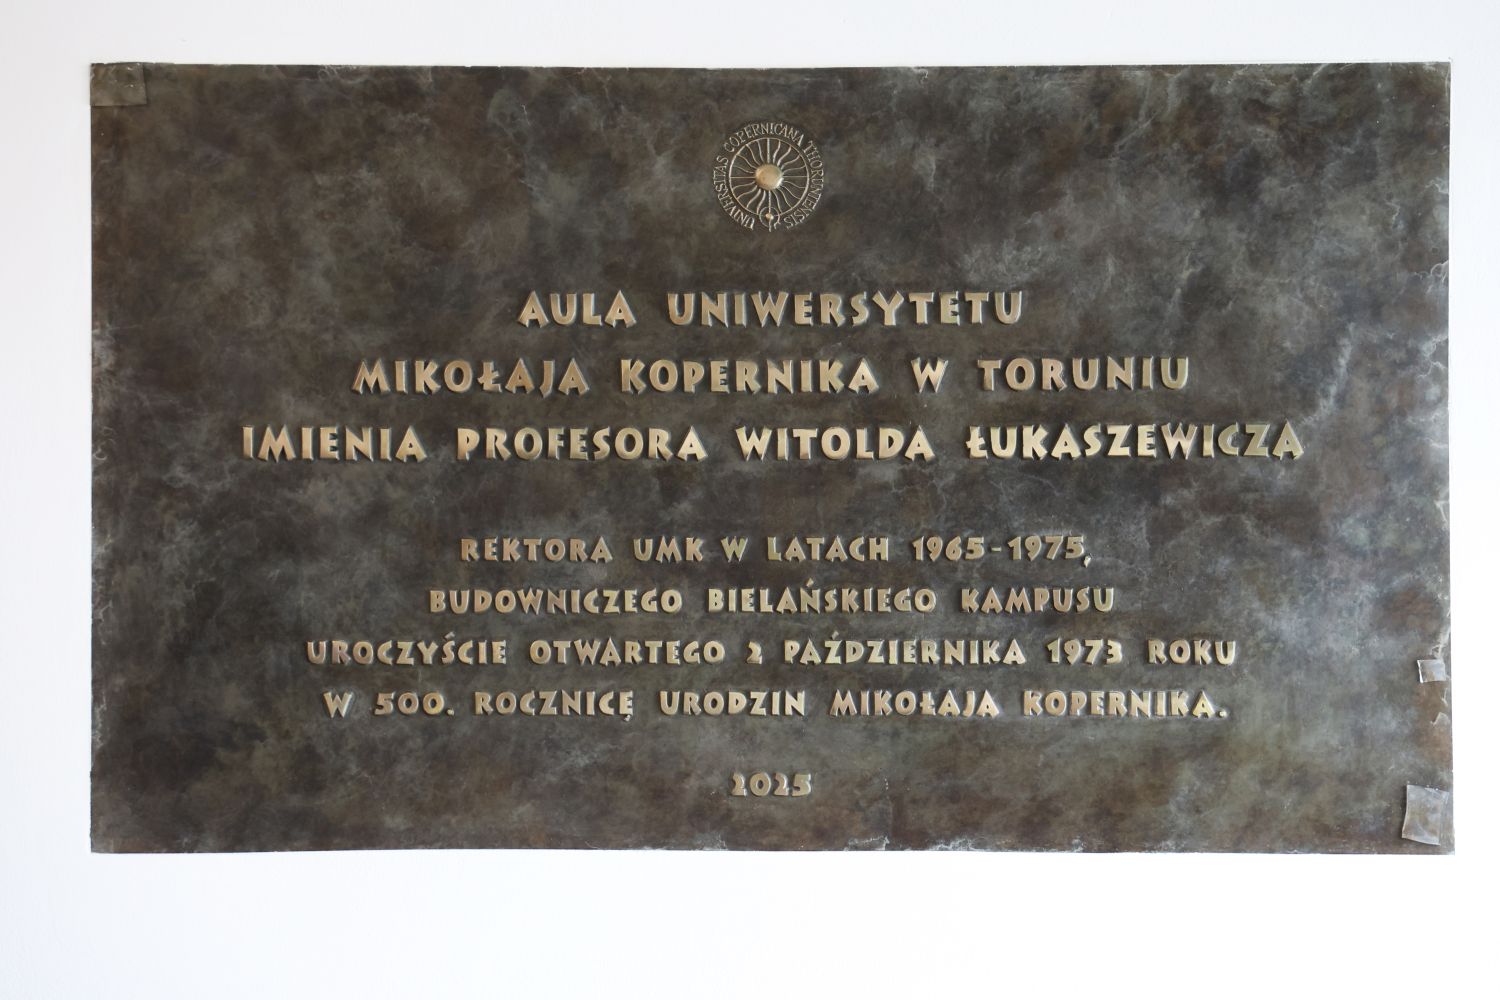 UNIVERSITAS COPERNICANA THORUNTENSIS
AULA UNIWERSYTETU
MIKOŁAJA KOPERNIKA W TORUNIU
IMIENIA PROFESORA WITOLDA ŁUKASZEWICZA
REKTORA UMK W LATACH 1965-1975,
BUDOWNICZEGO BIELAŃSKIEGO KAMPUSU
UROCZYŚCIE OTWARTEGO 2 PAŹDZIERNIKA 1973 ROKU
W 500. ROCZNICĘ URODZIN MIKOŁAJA KOPERNIKA.
2025